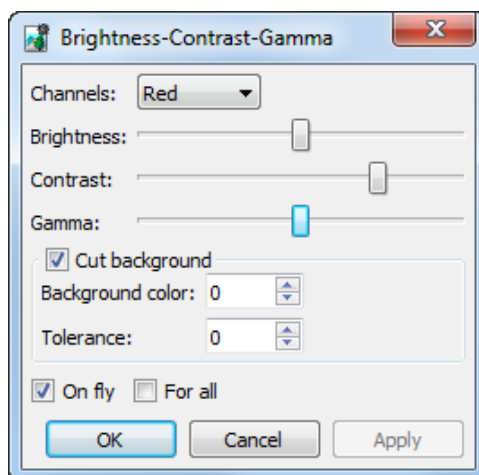 Brightness-Contrast-Gamma
Channels: Red
Brightness:
Contrast:
Gamma:
Cut background
Background color: 0
Tolerance: 0
On fly For all
OK Cancel Apply